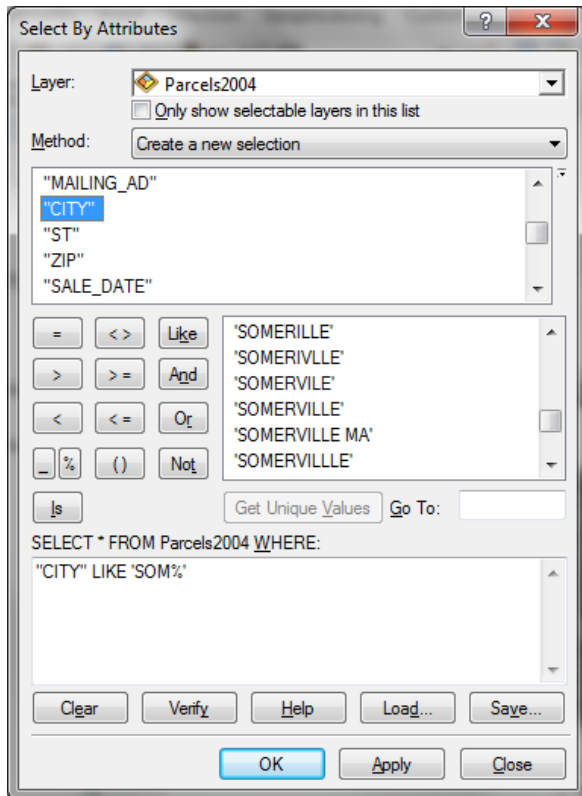 Select By Attributes
?
X
Layer: Parcels2004
Only show selectable layers in this list
Method: Create a new selection
"MAILING_AD"
"CITY"
"ST"
"ZIP"
"SALE_DATE"
= < > Like
> > = And
< < = Or
_ % ( ) Not
Is
'SOMERILLE'
'SOMERIVLLE'
'SOMERVILE'
'SOMERVILLE'
'SOMERVILLE MA'
'SOMERVILLLE'
Get Unique Values Go To:
SELECT * FROM Parcels2004 WHERE:
"CITY" LIKE 'SOM%'
Clear Verify Help Load... Save...
OK Apply Close